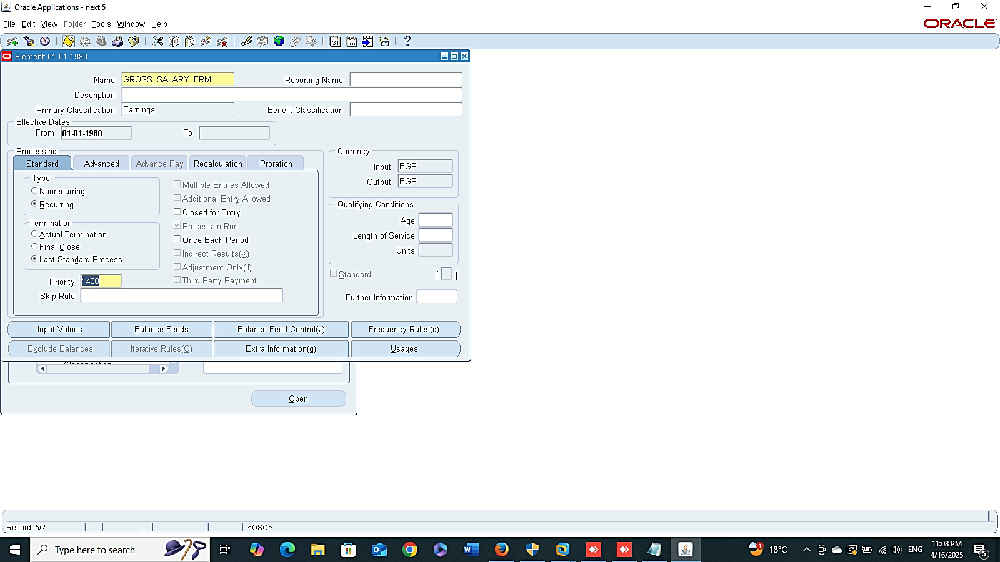 Oracle Applications - next 5
File Edit View Folder Tools Window Help
ORACLE
Element: 01-01-1980
Name GROSS_SALARY_FRM Reporting Name
Description
Primary Classification Earnings Benefit Classification
Effective Dates
From 01-01-1980 To
Processing
Standard Advanced Advance Pay Recalculation Proration
Type
Nonrecurring
Recurring
Termination
Actual Termination
Final Close
Last Standard Process
Multiple Entries Allowed
Additional Entry Allowed
Closed for Entry
Process in Run
Once Each Period
Indirect Results(K)
Adjustment Only(J)
Third Party Payment
Priority 1400
Skip Rule
Currency
Input EGP
Output EGP
Qualifying Conditions
Age
Length of Service
Units
Standard [ ]
Further Information
Input Values Balance Feeds Balance Feed Control(z) Frequency Rules(q)
Exclude Balances Iterative Rules(O) Extra Information(g) Usages
Classification
Open
Record: 5/? ... <OSC>
Type here to search
18°C
ENG
11:08 PM
4/16/2025